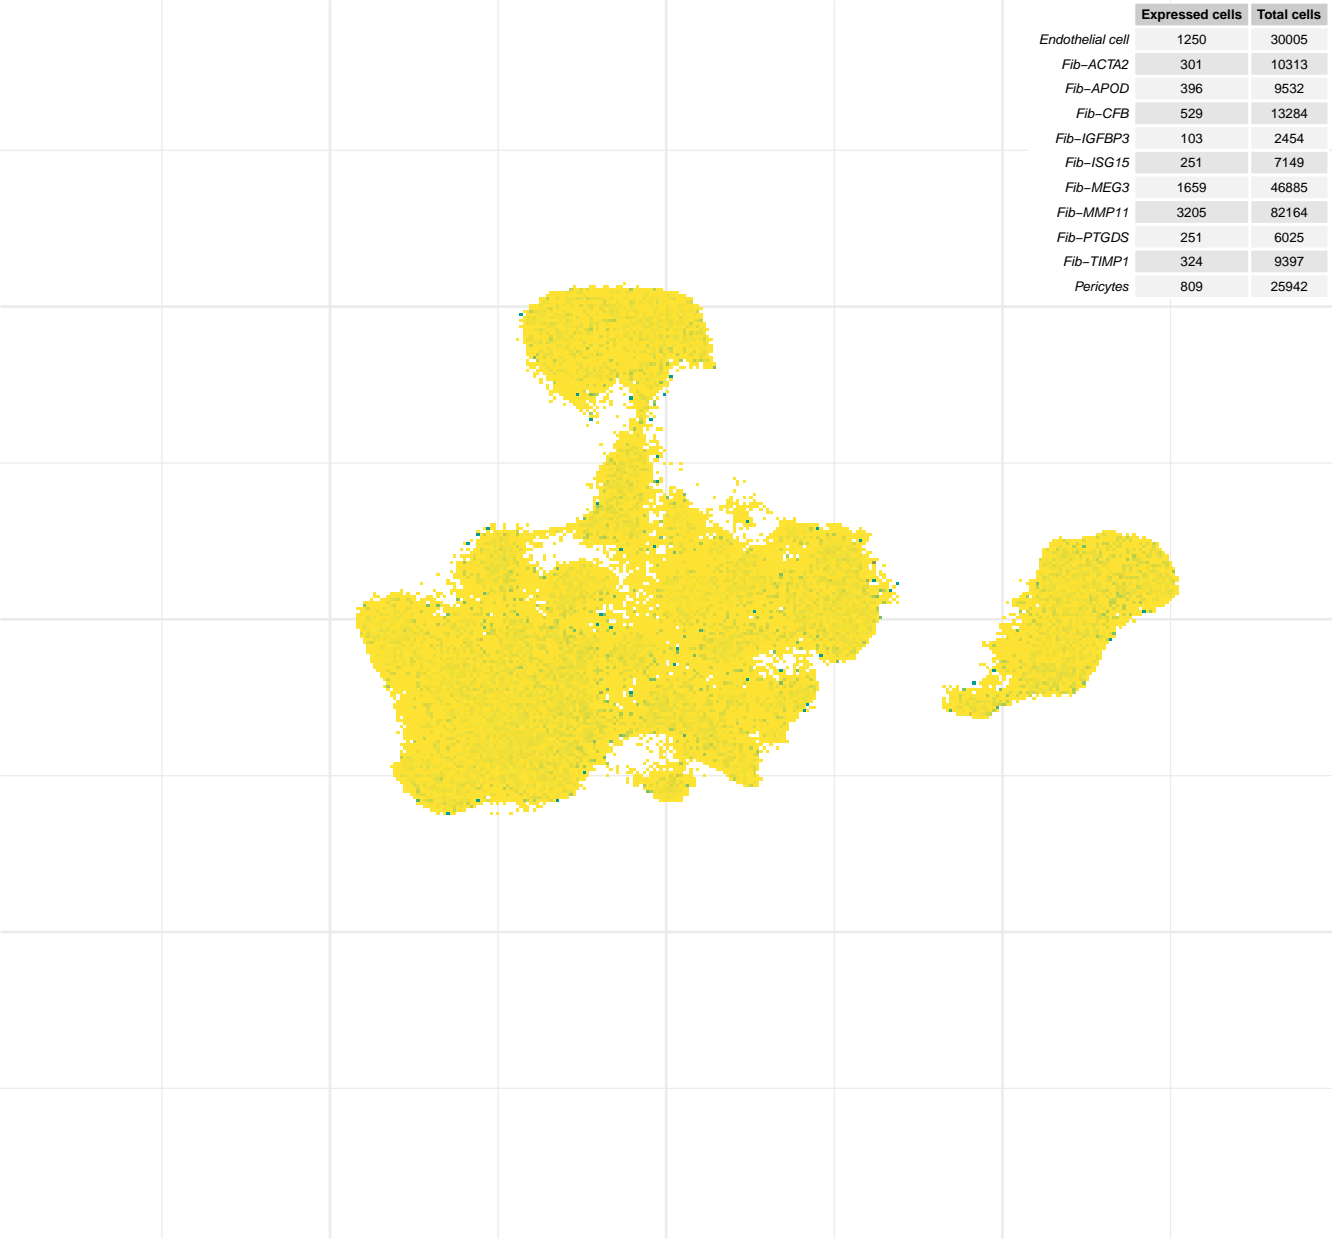 Expressed cells Total cells
Endothelial cell 1250 30005
Fib−ACTA2 301 10313
Fib−APOD 396 9532
Fib−CFB 529 13284
Fib−IGFBP3 103 2454
Fib−ISG15 251 7149
Fib−MEG3 1659 46885
Fib−MMP11 3205 82164
Fib−PTGDS 251 6025
Fib−TIMP1 324 9397
Pericytes 809 25942